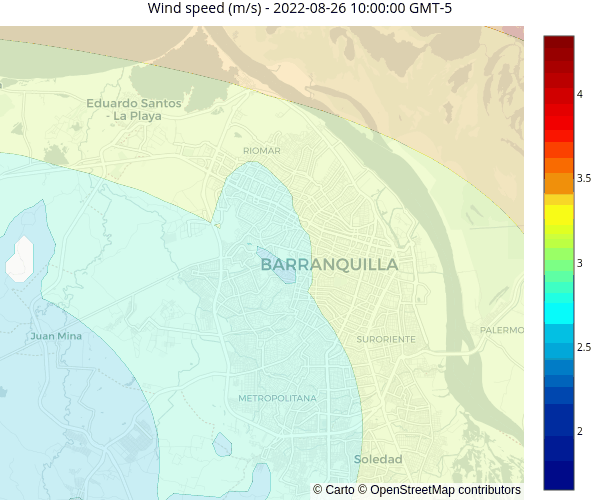 Wind speed (m/s) - 2022-08-26 10:00:00 GMT-5
Eduardo Santos
- La Playa
RIOMAR
BARRANQUILLA
Juan Mina
SURORIENTE
PALERMO
METROPOLITANA
Soledad
© Carto © OpenStreetMap contributors
4
3.5
3
2.5
2